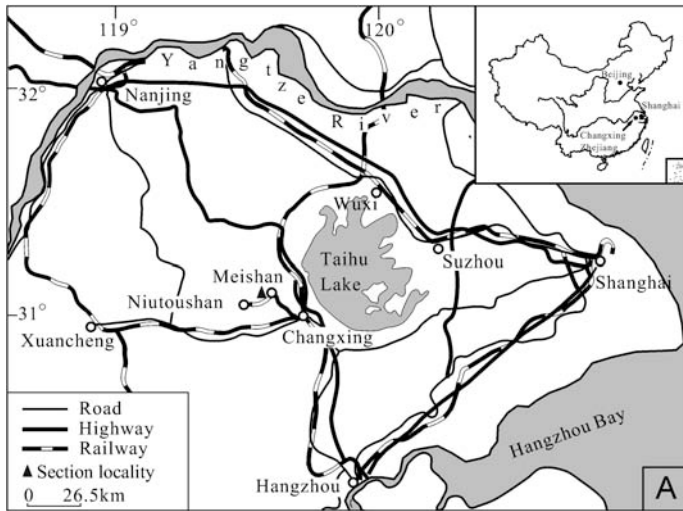 119°
120°
Yangtze River
32°
Nanjing
Beijing
Shanghai
Changxing
Zhejiang
Wuxi
Taihu
Lake
Suzhou
Shanghai
Meishan
Niutoushan
31°
Xuancheng
Changxing
Road
Highway
Railway
Section locality
0 26.5km
Hangzhou
Hangzhou Bay
A